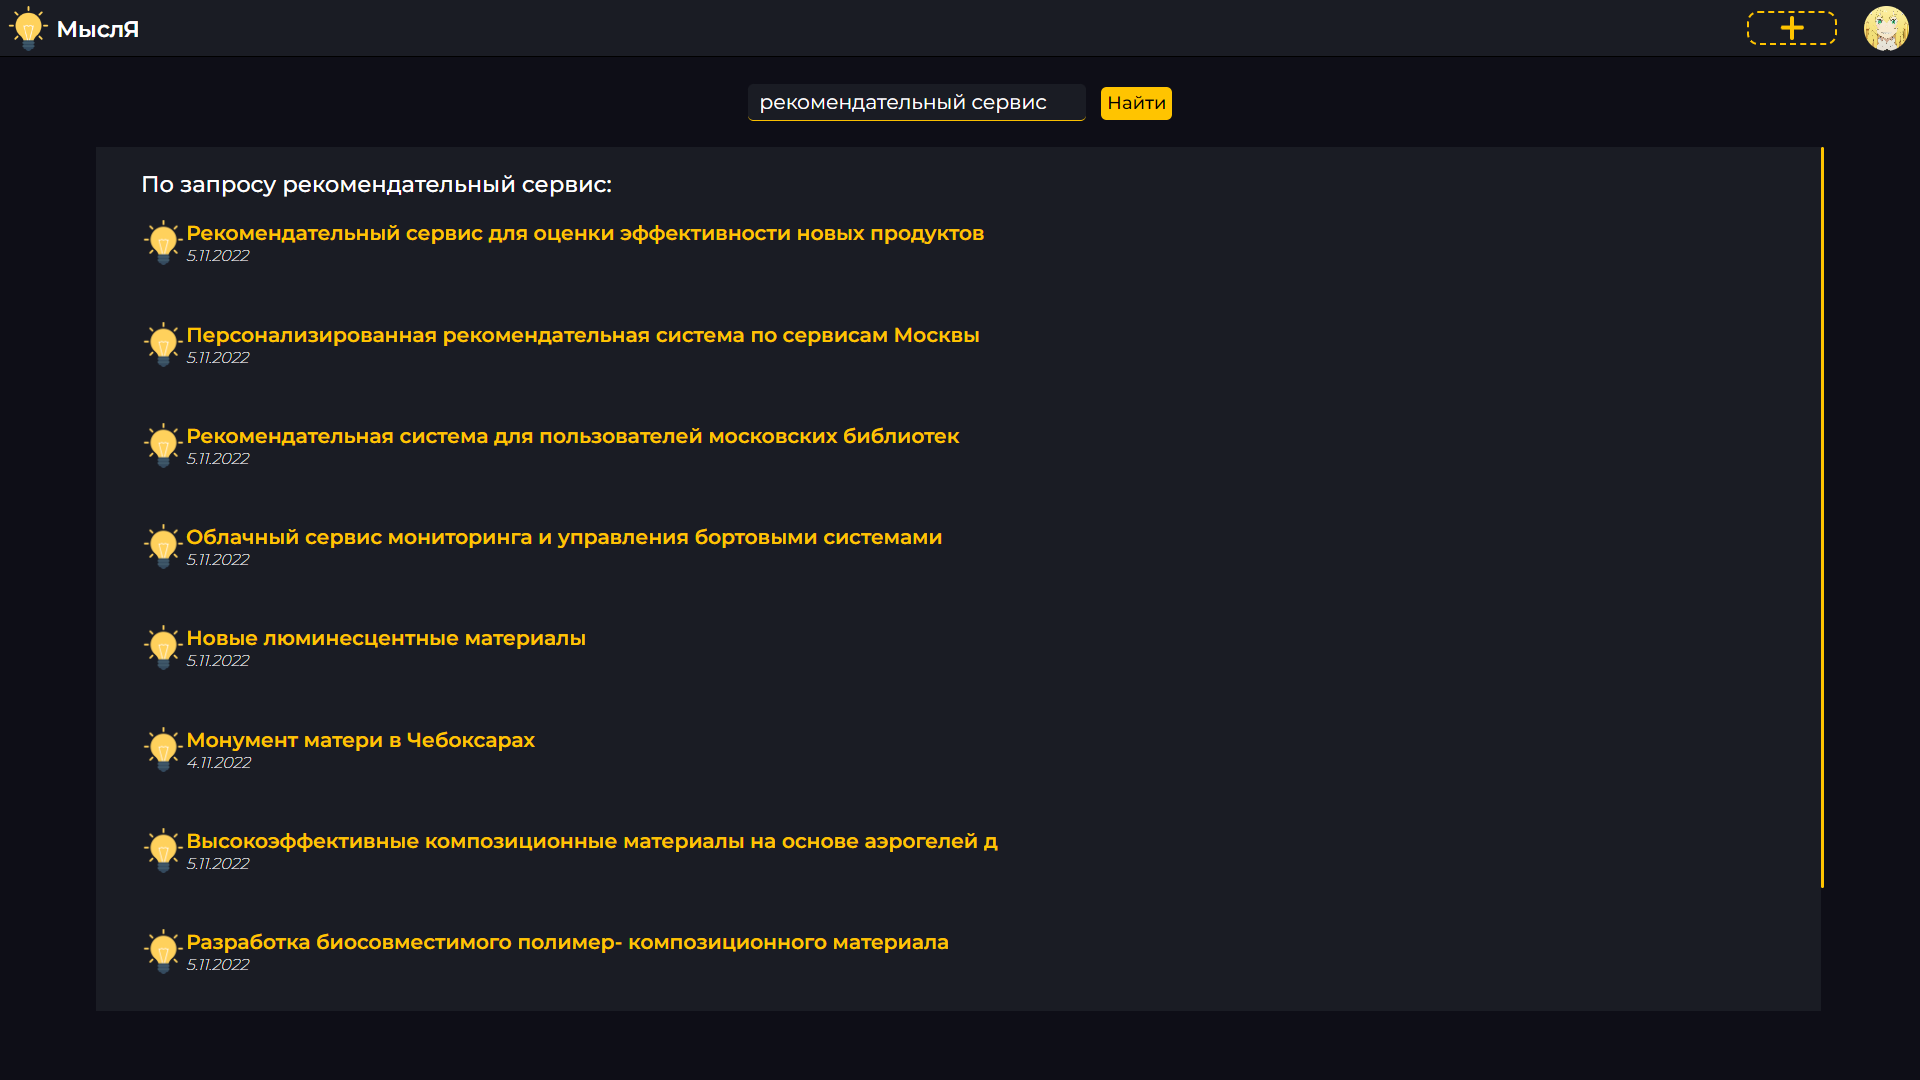 МыслЯ
рекомендательный сервис
Найти
По запросу рекомендательный сервис:
Рекомендательный сервис для оценки эффективности новых продуктов
5.11.2022
Персонализированная рекомендательная система по сервисам Москвы
5.11.2022
Рекомендательная система для пользователей московских библиотек
5.11.2022
Облачный сервис мониторинга и управления бортовыми системами
5.11.2022
Новые люминесцентные материалы
5.11.2022
Монумент матери в Чебоксарах
4.11.2022
Высокоэффективные композиционные материалы на основе аэрогелей д
5.11.2022
Разработка биосовместимого полимер- композиционного материала
5.11.2022